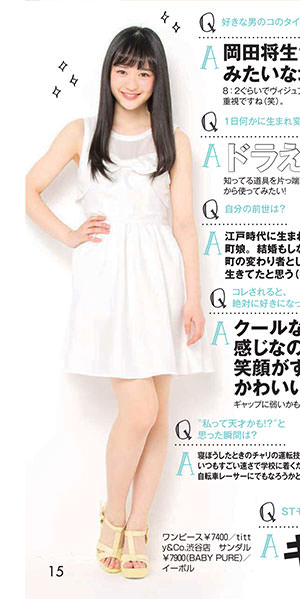 Q 好きな男のコのタイ
A 岡田将生
みたいな
8:2ぐらいでヴィジュ
重視ですね(笑)。
Q 1日何かに生まれ変
A ドラえ
知ってる道具を片っ端
から使ってみたい!
Q 自分の前世は?
A 江戸時代に生まれ
町娘。結婚もしな
町の変わり者とし
生きてたと思う(
Q コレされると、
絶対に好きになっ
A クールな
感じなの
笑顔がす
かわいい
ギャップに弱いかも
Q "私って天才かも!?"と
思った瞬間は?
A 寝ぼうしたときのチャリの運転技
いつもすごい速さで学校に着くか
自転車レーサーにでもなろうかと
Q STモ
A
ワンピース¥7400/titt
y&Co.渋谷店 サンダル
¥7900(BABY PURE)/
イーボル
15